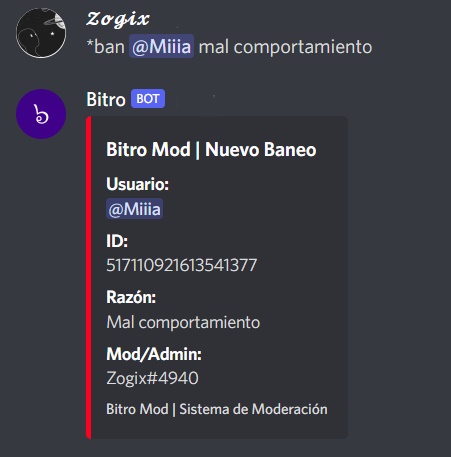 𝓩𝓸𝓰𝓲𝔁
*ban @Miiia mal comportamiento
Bitro BOT
Bitro Mod | Nuevo Baneo
Usuario:
@Miiia
ID:
517110921613541377
Razón:
Mal comportamiento
Mod/Admin:
Zogix#4940
Bitro Mod | Sistema de Moderación